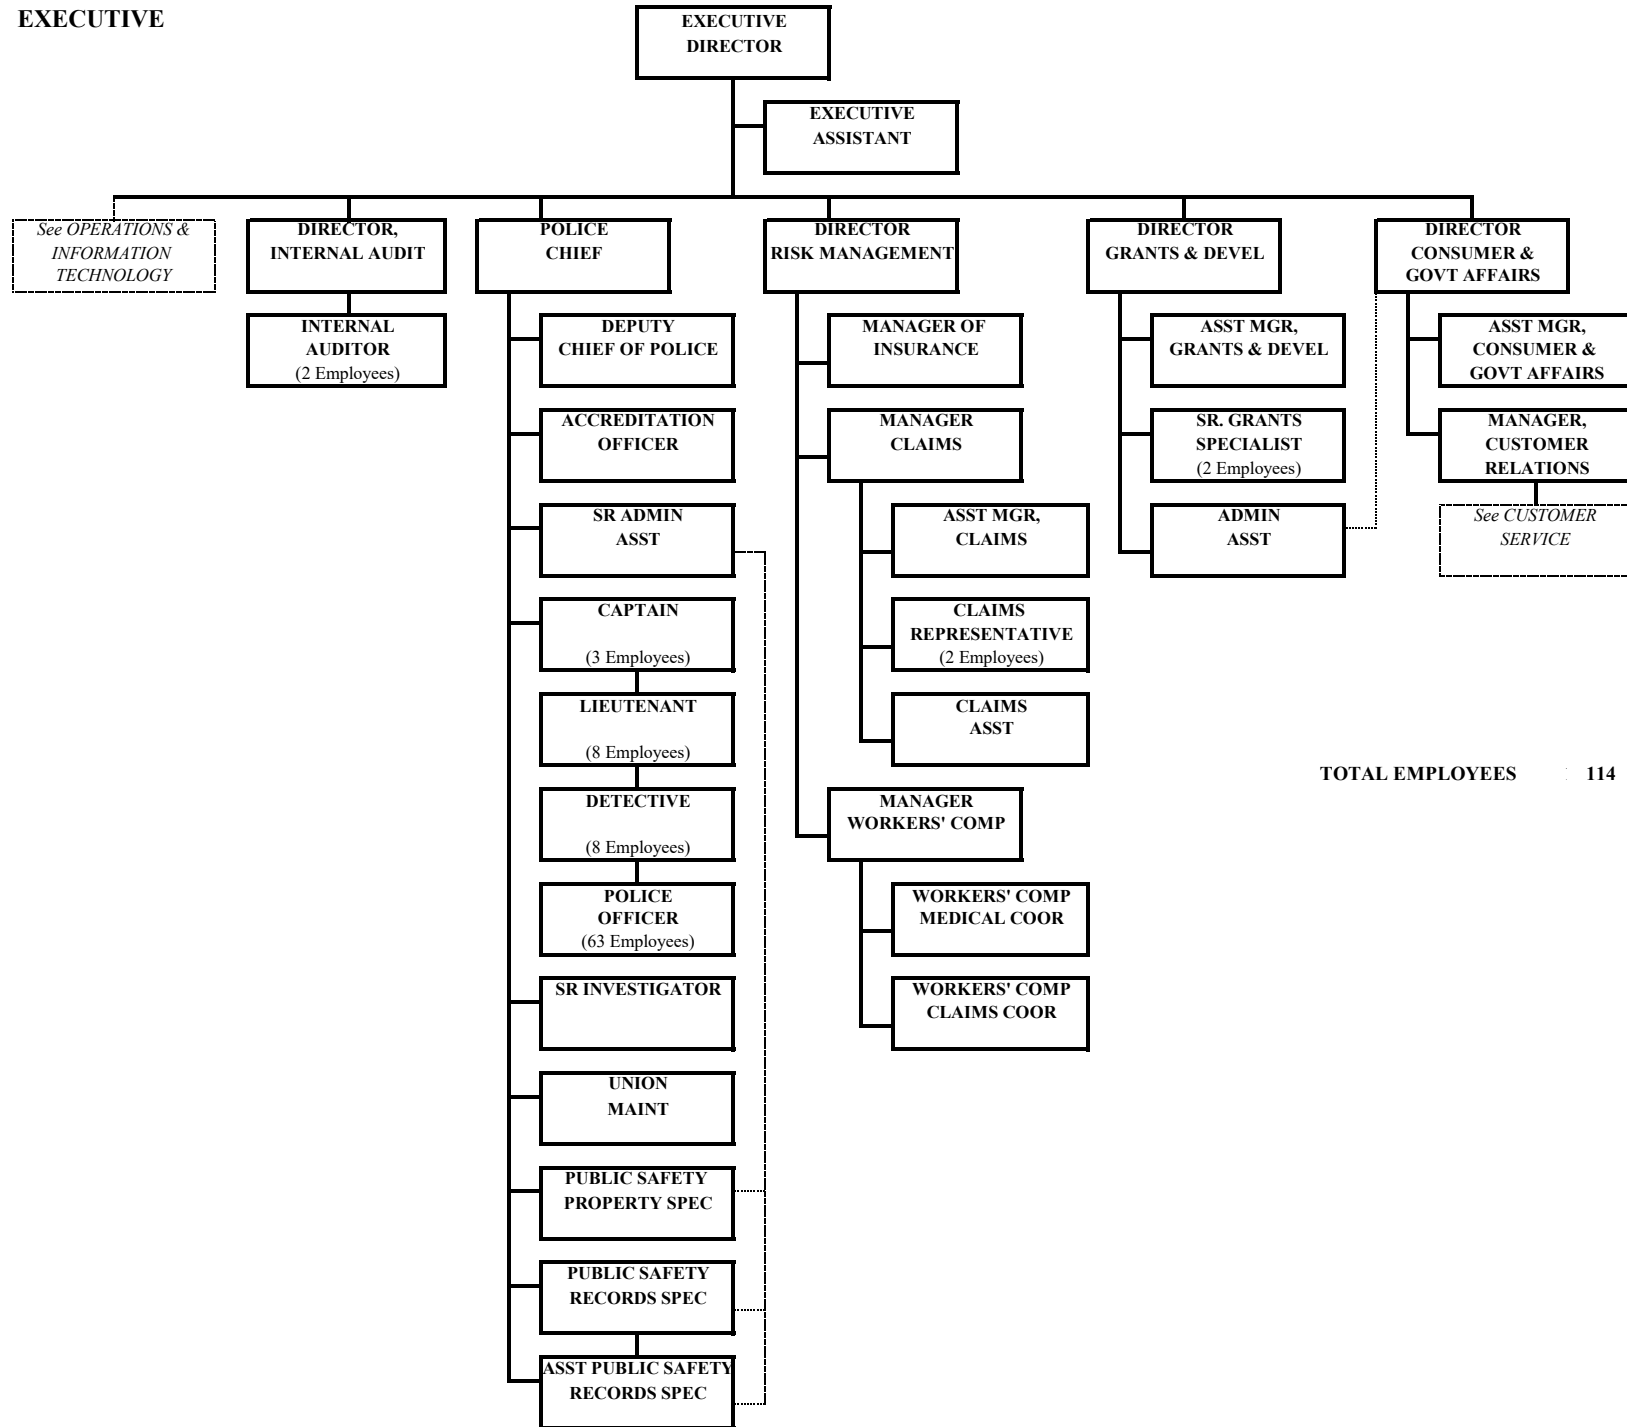 EXECUTIVE
EXECUTIVE
DIRECTOR
EXECUTIVE
ASSISTANT
See OPERATIONS &
INFORMATION
TECHNOLOGY
DIRECTOR,
INTERNAL AUDIT
POLICE
CHIEF
DIRECTOR
RISK MANAGEMENT
DIRECTOR
GRANTS & DEVEL
DIRECTOR
CONSUMER &
GOVT AFFAIRS
INTERNAL
AUDITOR
(2 Employees)
DEPUTY
CHIEF OF POLICE
ACCREDITATION
OFFICER
SR ADMIN
ASST
CAPTAIN
(3 Employees)
LIEUTENANT
(8 Employees)
DETECTIVE
(8 Employees)
POLICE
OFFICER
(63 Employees)
SR INVESTIGATOR
UNION
MAINT
PUBLIC SAFETY
PROPERTY SPEC
PUBLIC SAFETY
RECORDS SPEC
ASST PUBLIC SAFETY
RECORDS SPEC
MANAGER OF
INSURANCE
MANAGER
CLAIMS
ASST MGR,
CLAIMS
CLAIMS
REPRESENTATIVE
(2 Employees)
CLAIMS
ASST
MANAGER
WORKERS' COMP
WORKERS' COMP
MEDICAL COOR
WORKERS' COMP
CLAIMS COOR
ASST MGR,
GRANTS & DEVEL
SR. GRANTS
SPECIALIST
(2 Employees)
ADMIN
ASST
ASST MGR,
CONSUMER &
GOVT AFFAIRS
MANAGER,
CUSTOMER
RELATIONS
See CUSTOMER
SERVICE
TOTAL EMPLOYEES : 114